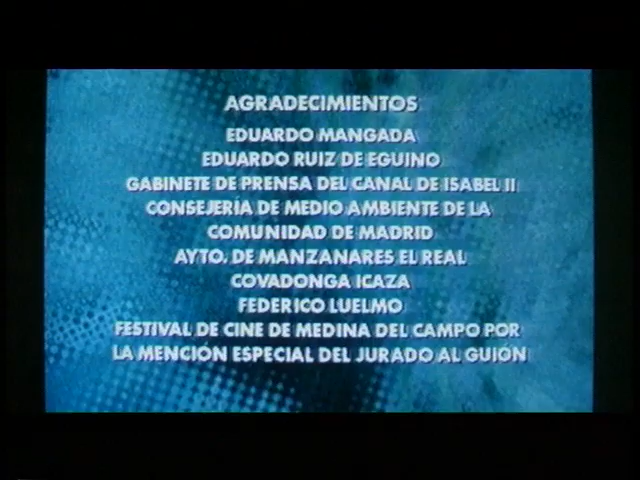 AGRADECIMIENTOS
EDUARDO MANGADA
EDUARDO RUIZ DE EGUINO
GABINETE DE PRENSA DEL CANAL DE ISABEL II
CONSEJERÍA DE MEDIO AMBIENTE DE LA
COMUNIDAD DE MADRID
AYTO. DE MANZANARES EL REAL
COVADONGA ICAZA
FEDERICO LUELMO
FESTIVAL DE CINE DE MEDINA DEL CAMPO POR
LA MENCIÓN ESPECIAL DEL JURADO AL GUIÓN